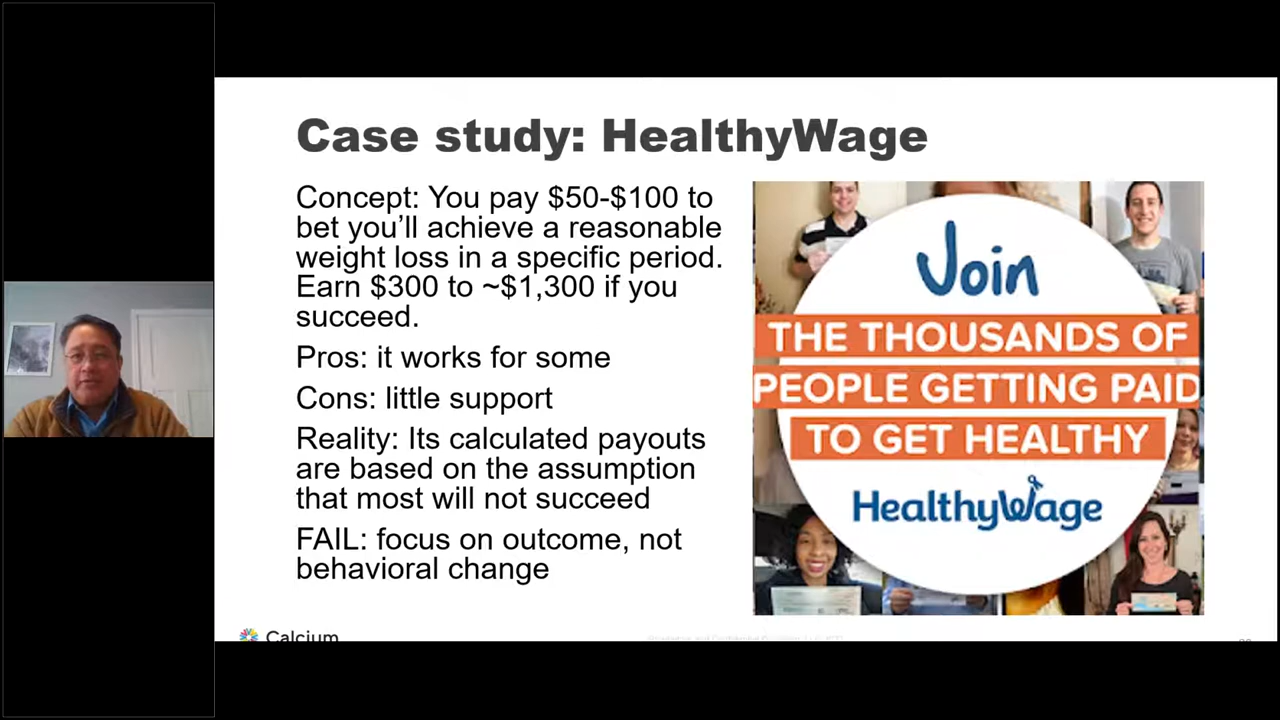 Case study: HealthyWage
Concept: You pay $50-$100 to
bet you’ll achieve a reasonable
weight loss in a specific period.
Earn $300 to ~$1,300 if you
succeed.
Pros: it works for some
Cons: little support
Reality: Its calculated payouts
are based on the assumption
that most will not succeed
FAIL: focus on outcome, not
behavioral change
Join
THE THOUSANDS OF
PEOPLE GETTING PAID
TO GET HEALTHY
HealthyWage
Calcium